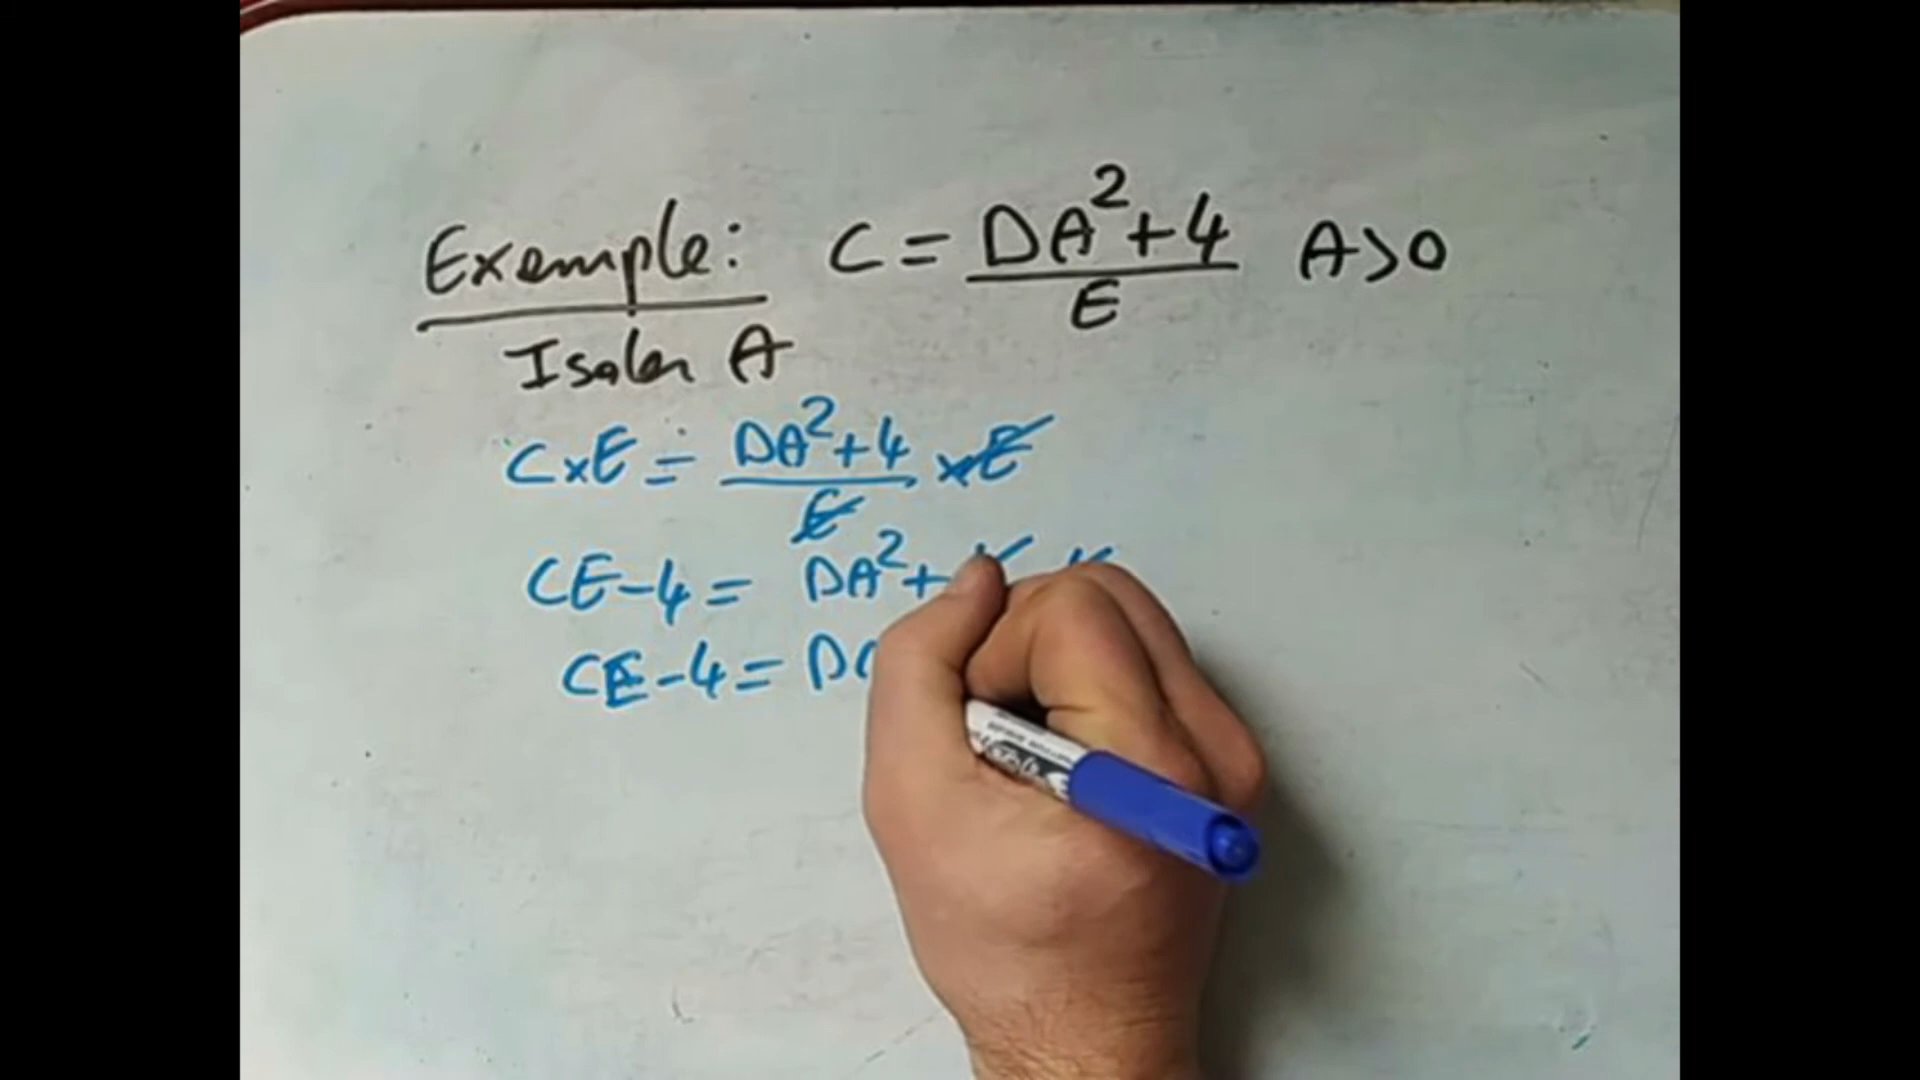 Exemple: C = DA²+4 / E A>0
Isoler A
C×E = DA²+4 / E ×E
CE-4 = DA²+
CE-4 = D